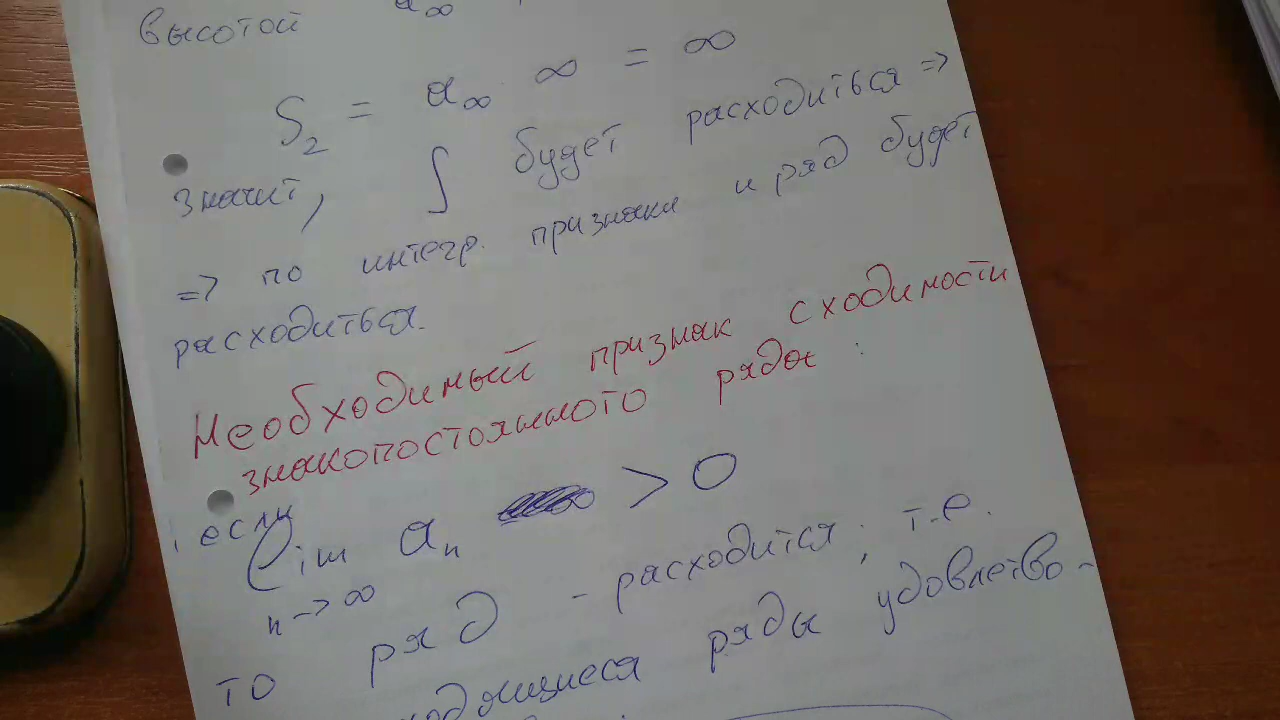 высотой a∞
S₂ = a∞ · ∞ = ∞
значит, ∫ будет расходиться =>
=> по интегр. признаку и ряд будет
расходиться.
Необходимый признак сходимости
знакопостоянного ряда :
если
lim aₙ > 0
n -> ∞
то ряд - расходится; т.е.
ряды удовлетво-